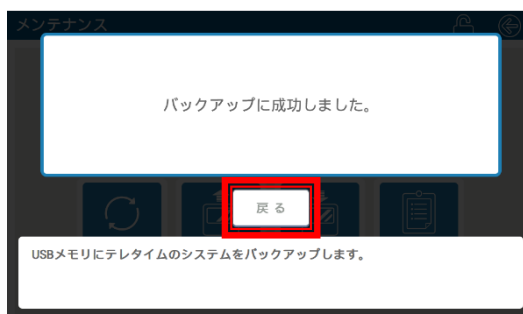 メンテナンス
バックアップに成功しました。
戻る
USBメモリにテレタイムのシステムをバックアップします。